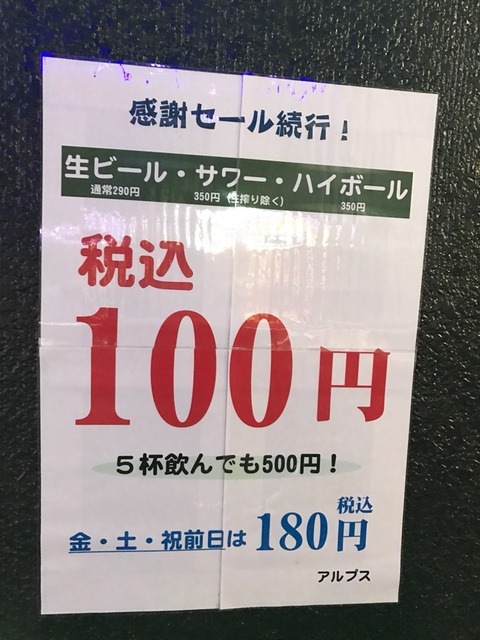 感謝セール続行!
生ビール・サワー・ハイボール
通常290円 350円(生搾り除く) 350円
税込
100円
5杯飲んでも500円!
税込
金・土・祝前日は180円
アルプス